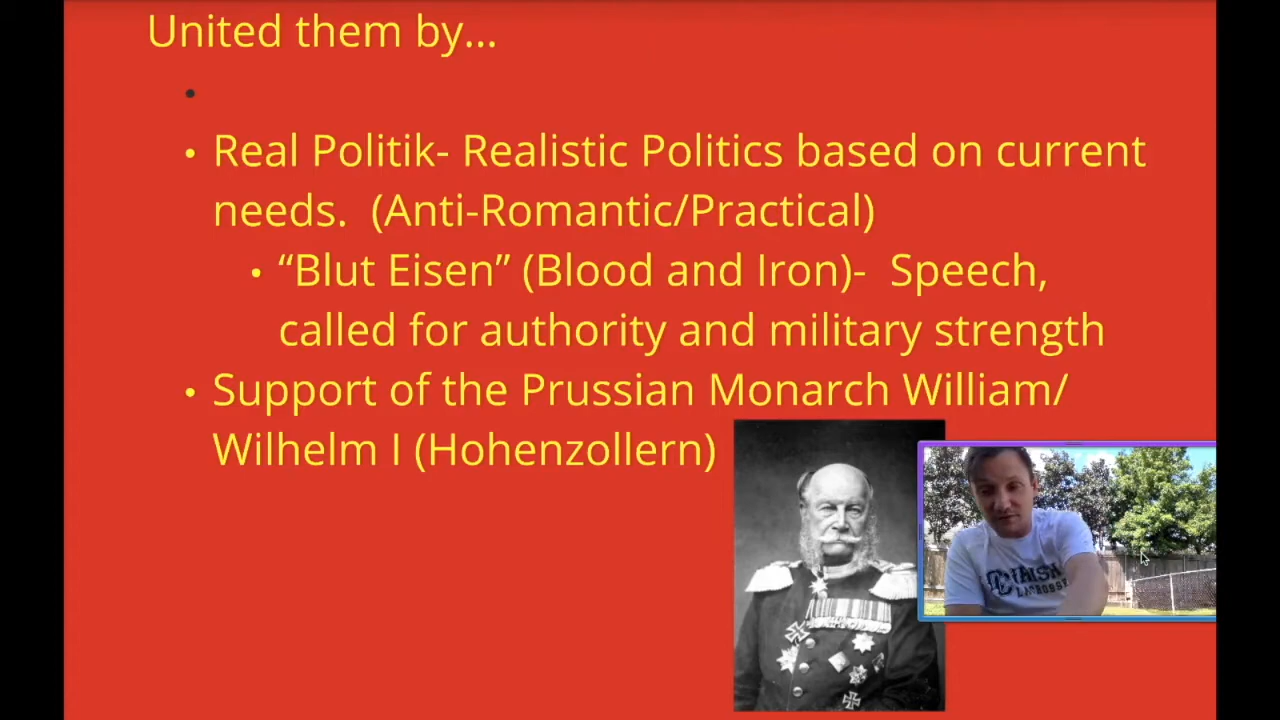 United them by...
•
• Real Politik- Realistic Politics based on current
needs.  (Anti-Romantic/Practical)
• “Blut Eisen” (Blood and Iron)-  Speech,
called for authority and military strength
• Support of the Prussian Monarch William/
Wilhelm I (Hohenzollern)
LACROSSE